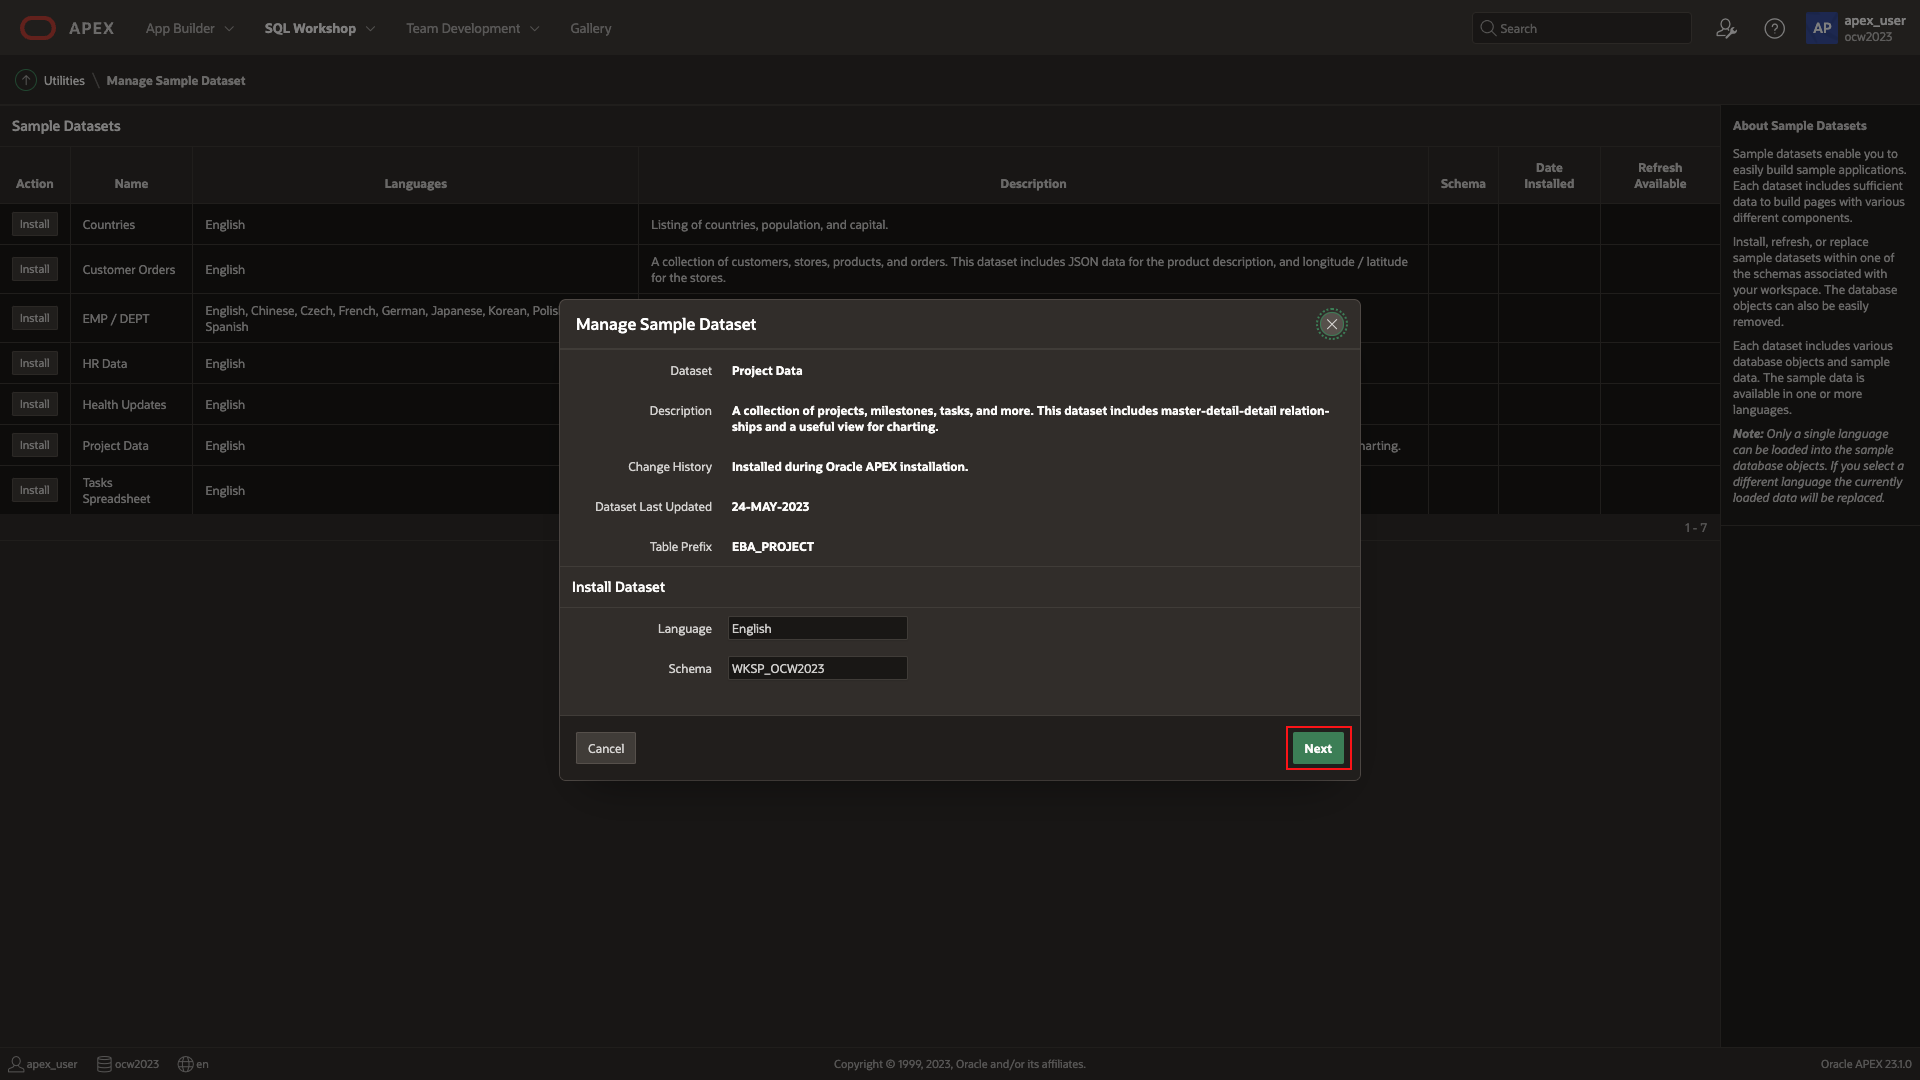 APEX
App Builder
SQL Workshop
Team Development
Gallery
Search
AP
apex_user
ocw2023
Utilities \ Manage Sample Dataset
Sample Datasets
Action
Name
Languages
Description
Schema
Date
Installed
Refresh
Available
Install
Countries
English
Listing of countries, population, and capital.
Install
Customer Orders
English
A collection of customers, stores, products, and orders. This dataset includes JSON data for the product description, and longitude / latitude
for the stores.
Install
EMP / DEPT
English, Chinese, Czech, French, German, Japanese, Korean, Polis
Spanish
Install
HR Data
English
Install
Health Updates
English
Install
Project Data
English
harting.
Install
Tasks
Spreadsheet
English
1 - 7
Manage Sample Dataset
Dataset
Project Data
Description
A collection of projects, milestones, tasks, and more. This dataset includes master-detail-detail relation-
ships and a useful view for charting.
Change History
Installed during Oracle APEX installation.
Dataset Last Updated
24-MAY-2023
Table Prefix
EBA_PROJECT
Install Dataset
Language
English
Schema
WKSP_OCW2023
Cancel
Next
About Sample Datasets
Sample datasets enable you to
easily build sample applications.
Each dataset includes sufficient
data to build pages with various
different components.
Install, refresh, or replace
sample datasets within one of
the schemas associated with
your workspace. The database
objects can also be easily
removed.
Each dataset includes various
database objects and sample
data. The sample data is
available in one or more
languages.
Note: Only a single language
can be loaded into the sample
database objects. If you select a
different language the currently
loaded data will be replaced.
apex_user
ocw2023
en
Copyright © 1999, 2023, Oracle and/or its affiliates.
Oracle APEX 23.1.0